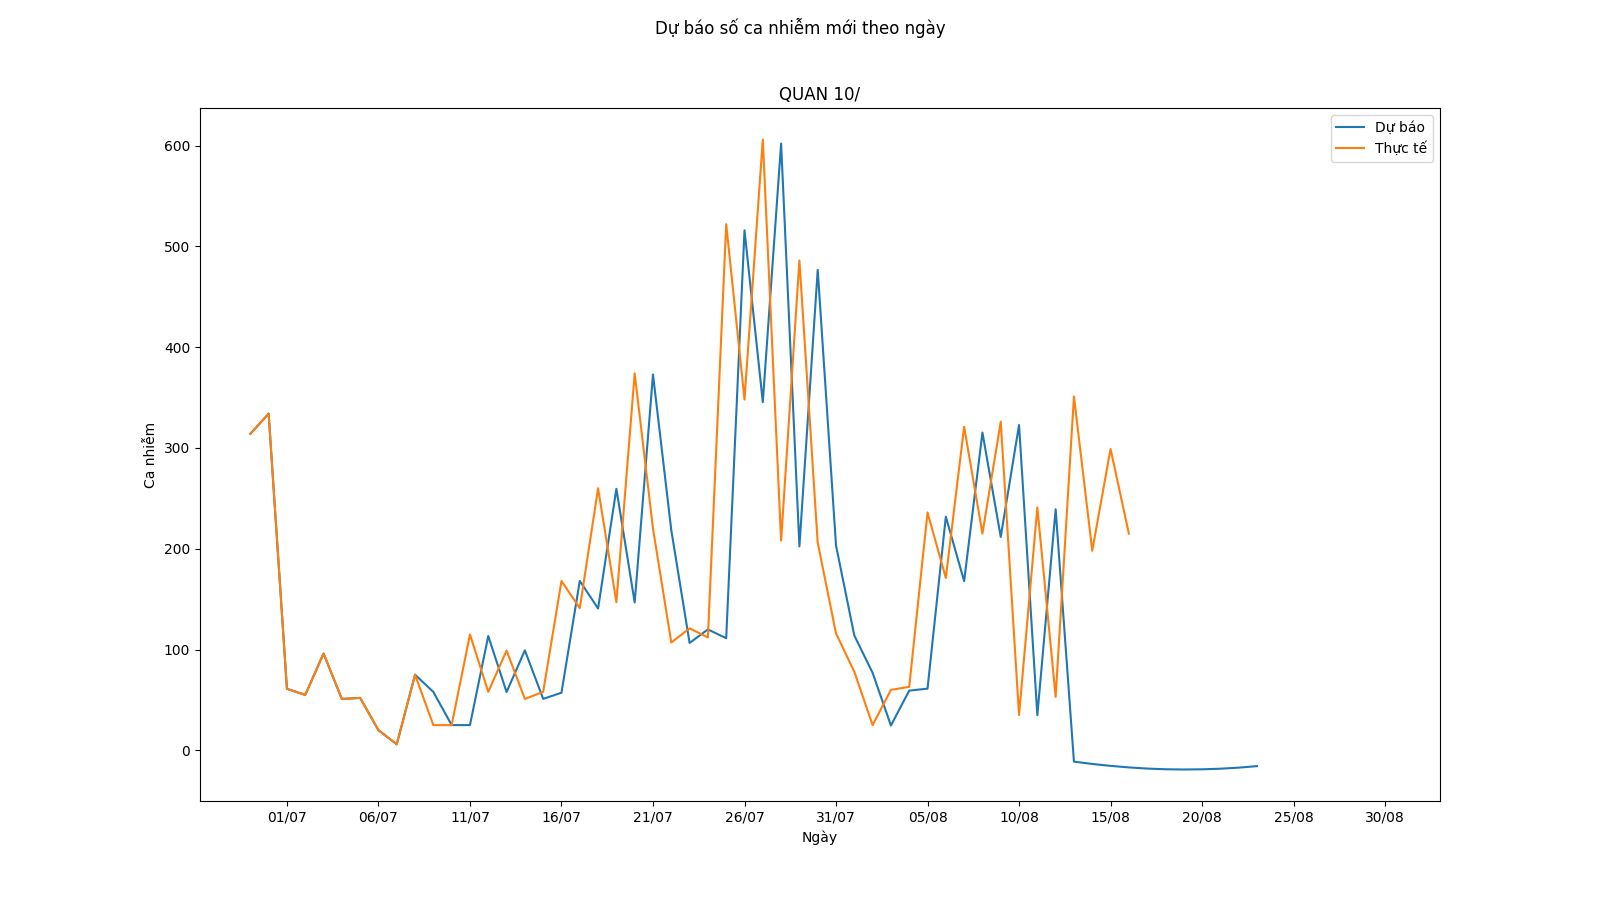 Dự báo số ca nhiễm mới theo ngày
QUAN 10/
Dự báo
Thực tế
600
500
400
300
200
100
0
Ca nhiễm
01/07 06/07 11/07 16/07 21/07 26/07 31/07 05/08 10/08 15/08 20/08 25/08 30/08
Ngày